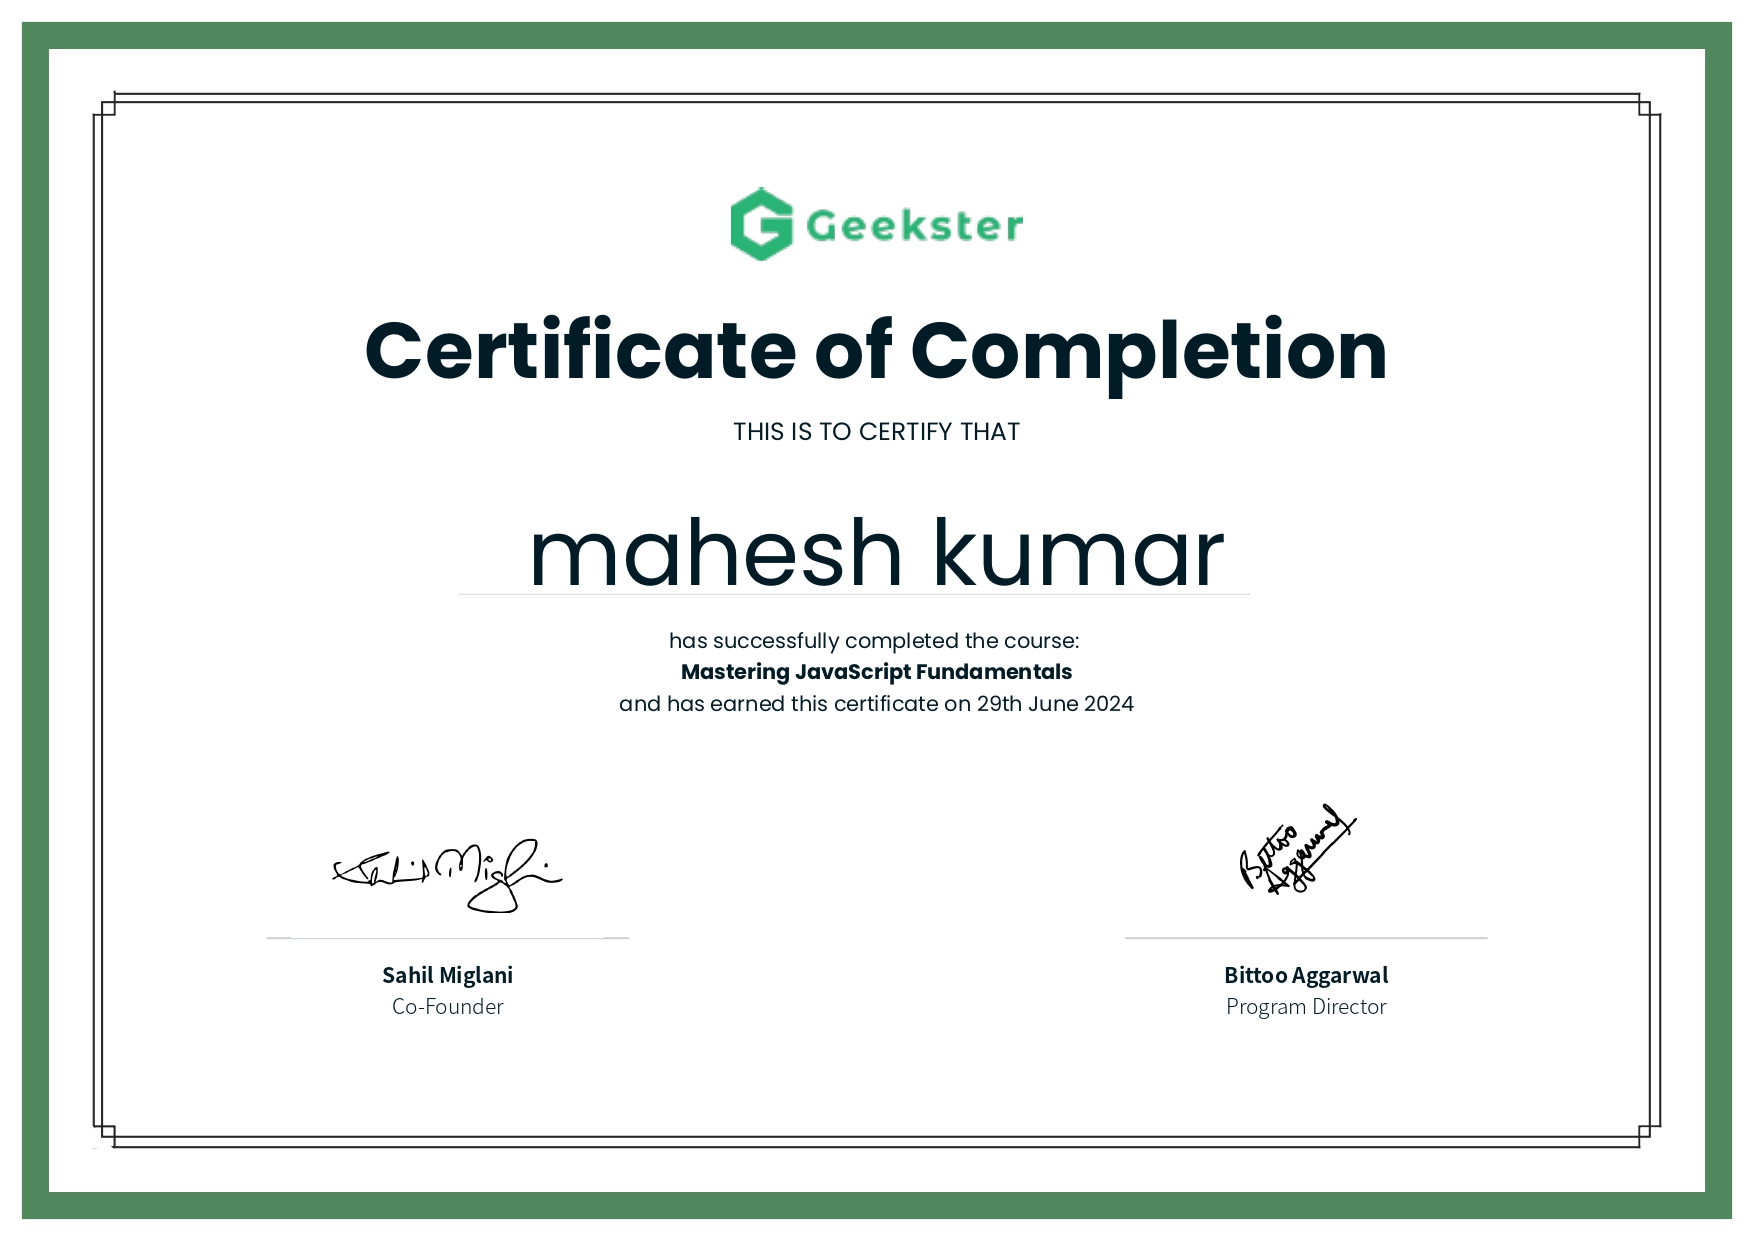 Geekster
Certificate of Completion
THIS IS TO CERTIFY THAT
mahesh kumar
has successfully completed the course:
Mastering JavaScript Fundamentals
and has earned this certificate on 29th June 2024
Sahil Miglani
Bittoo
Aggarwal
Sahil Miglani
Co-Founder
Bittoo Aggarwal
Program Director